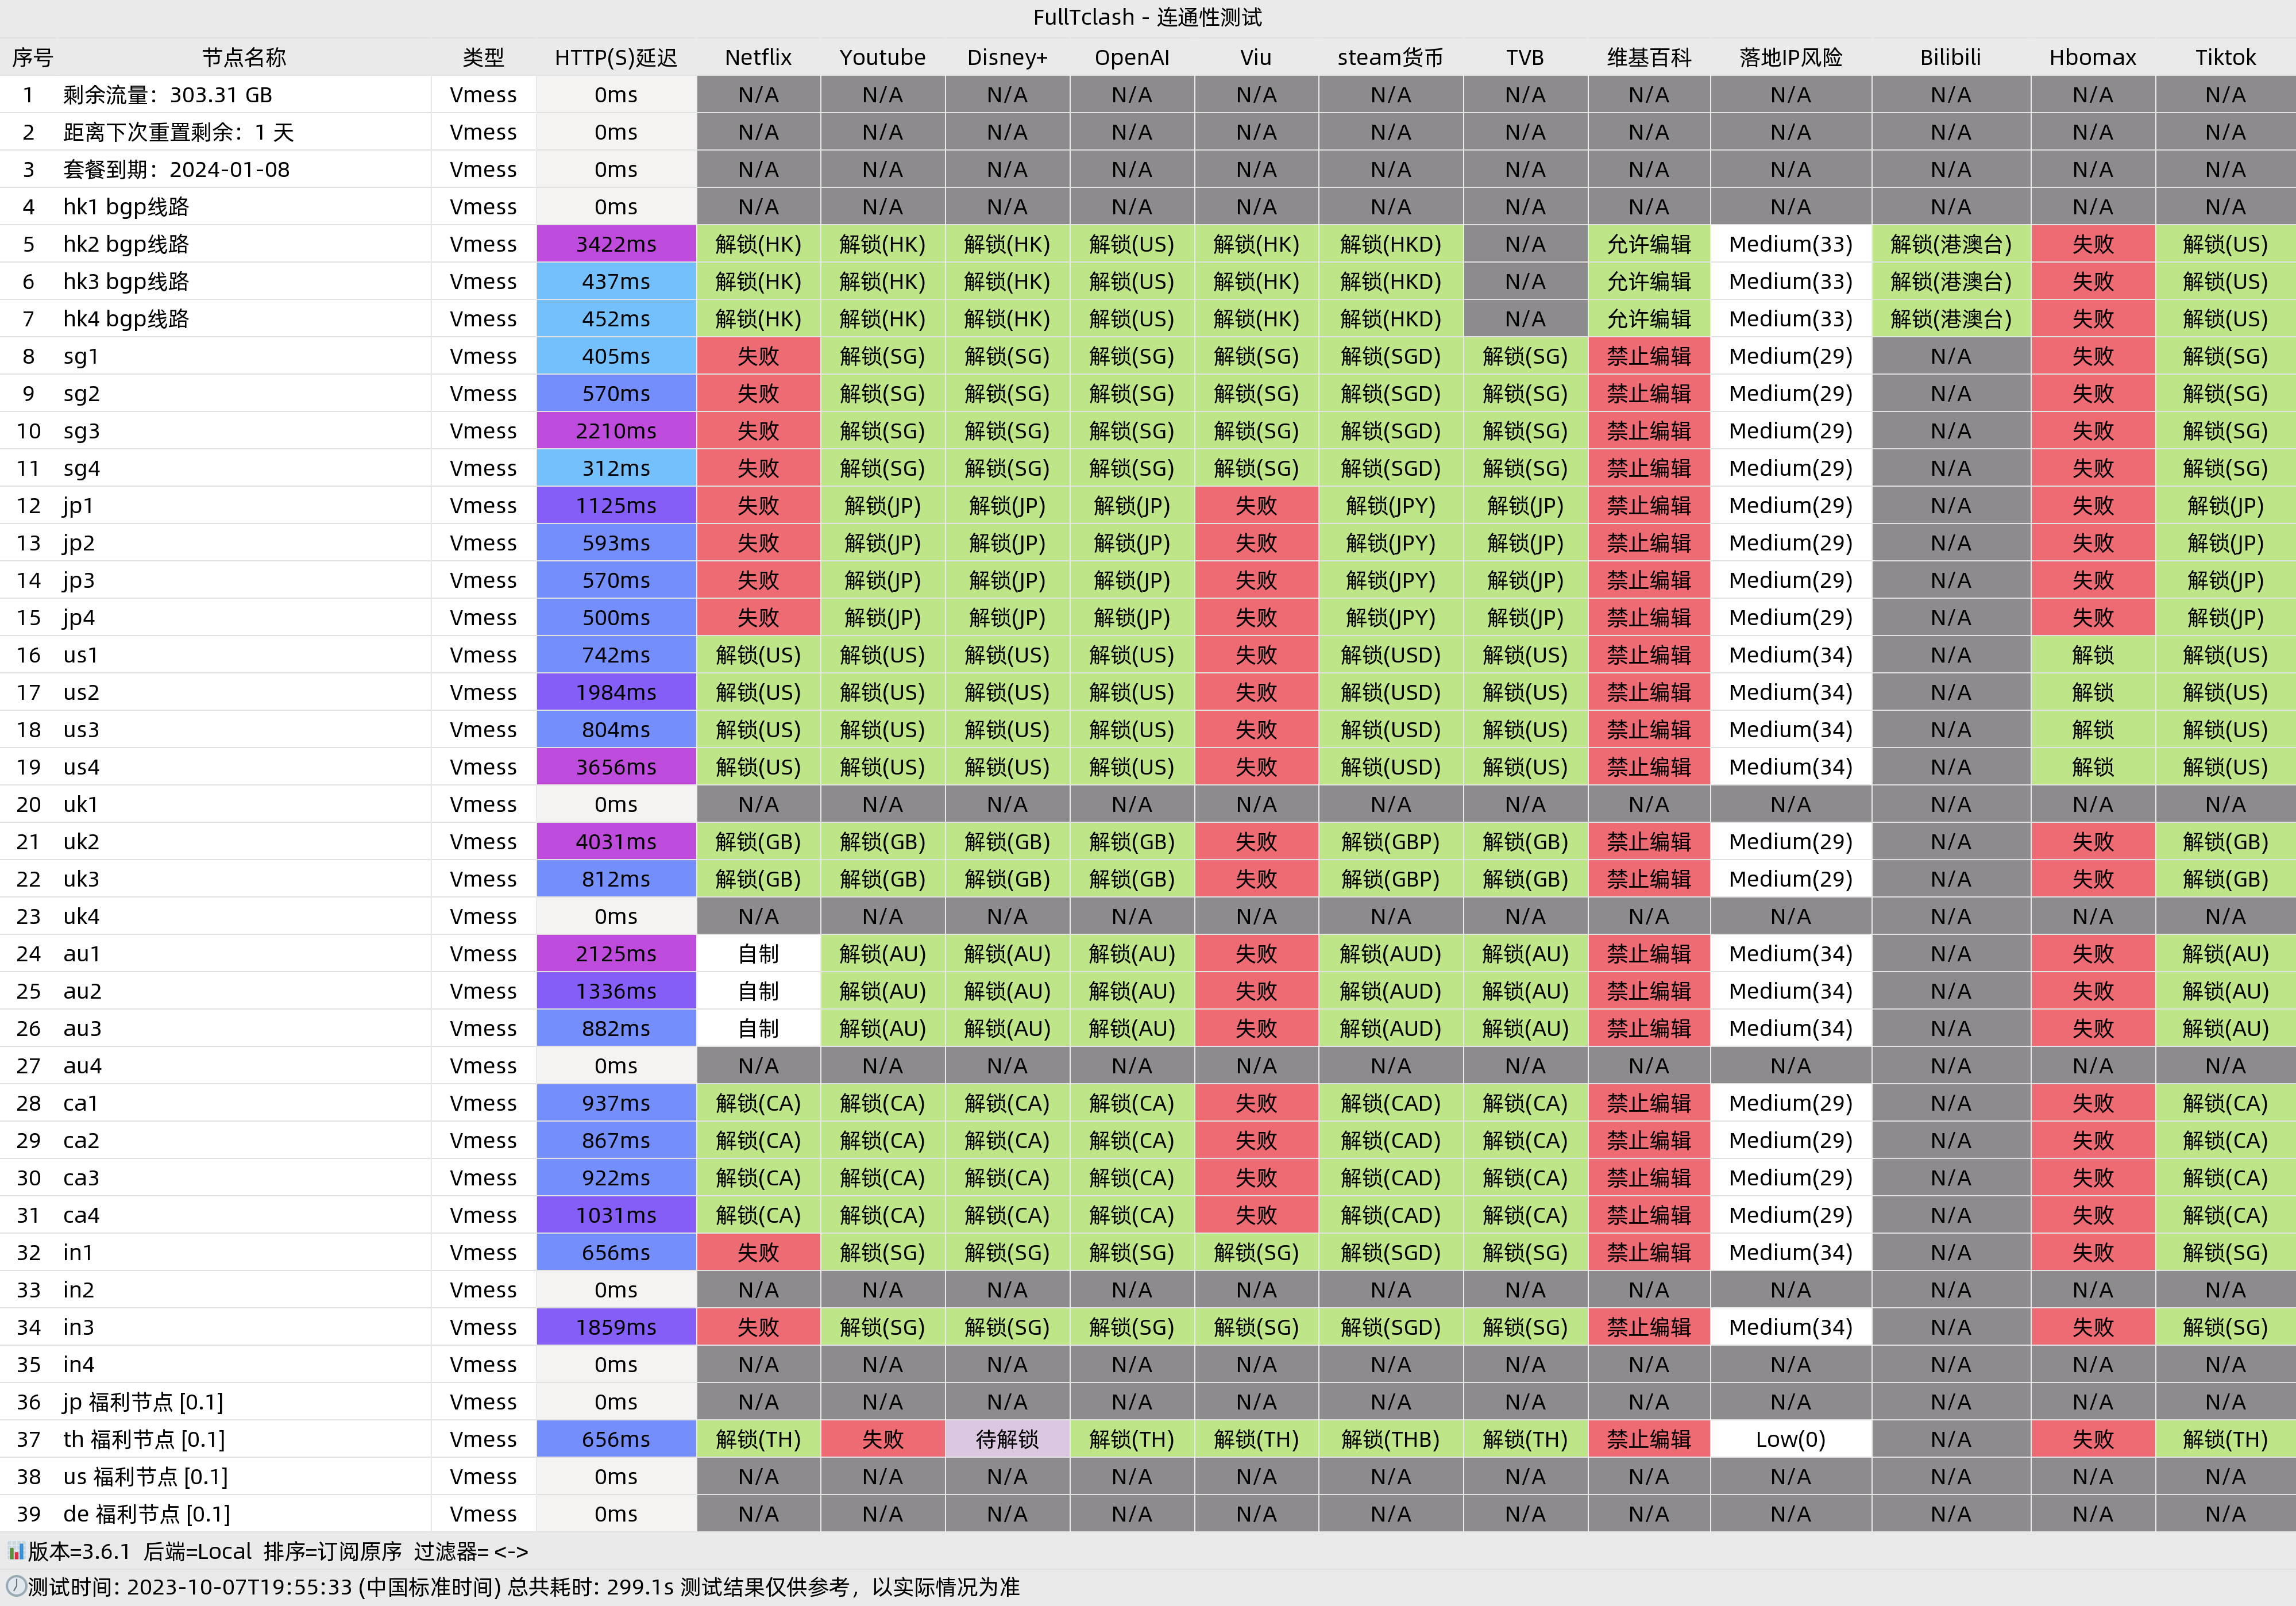 FullTclash - 连通性测试
序号 节点名称 类型 HTTP(S)延迟 Netflix Youtube Disney+ OpenAI Viu steam货币 TVB 维基百科 落地IP风险 Bilibili Hbomax Tiktok
1 剩余流量：303.31 GB Vmess 0ms N/A N/A N/A N/A N/A N/A N/A N/A N/A N/A N/A N/A
2 距离下次重置剩余：1 天 Vmess 0ms N/A N/A N/A N/A N/A N/A N/A N/A N/A N/A N/A N/A
3 套餐到期：2024-01-08 Vmess 0ms N/A N/A N/A N/A N/A N/A N/A N/A N/A N/A N/A N/A
4 hk1 bgp线路 Vmess 0ms N/A N/A N/A N/A N/A N/A N/A N/A N/A N/A N/A N/A
5 hk2 bgp线路 Vmess 3422ms 解锁(HK) 解锁(HK) 解锁(HK) 解锁(US) 解锁(HK) 解锁(HKD) N/A 允许编辑 Medium(33) 解锁(港澳台) 失败 解锁(US)
6 hk3 bgp线路 Vmess 437ms 解锁(HK) 解锁(HK) 解锁(HK) 解锁(US) 解锁(HK) 解锁(HKD) N/A 允许编辑 Medium(33) 解锁(港澳台) 失败 解锁(US)
7 hk4 bgp线路 Vmess 452ms 解锁(HK) 解锁(HK) 解锁(HK) 解锁(US) 解锁(HK) 解锁(HKD) N/A 允许编辑 Medium(33) 解锁(港澳台) 失败 解锁(US)
8 sg1 Vmess 405ms 失败 解锁(SG) 解锁(SG) 解锁(SG) 解锁(SG) 解锁(SGD) 解锁(SG) 禁止编辑 Medium(29) N/A 失败 解锁(SG)
9 sg2 Vmess 570ms 失败 解锁(SG) 解锁(SG) 解锁(SG) 解锁(SG) 解锁(SGD) 解锁(SG) 禁止编辑 Medium(29) N/A 失败 解锁(SG)
10 sg3 Vmess 2210ms 失败 解锁(SG) 解锁(SG) 解锁(SG) 解锁(SG) 解锁(SGD) 解锁(SG) 禁止编辑 Medium(29) N/A 失败 解锁(SG)
11 sg4 Vmess 312ms 失败 解锁(SG) 解锁(SG) 解锁(SG) 解锁(SG) 解锁(SGD) 解锁(SG) 禁止编辑 Medium(29) N/A 失败 解锁(SG)
12 jp1 Vmess 1125ms 失败 解锁(JP) 解锁(JP) 解锁(JP) 失败 解锁(JPY) 解锁(JP) 禁止编辑 Medium(29) N/A 失败 解锁(JP)
13 jp2 Vmess 593ms 失败 解锁(JP) 解锁(JP) 解锁(JP) 失败 解锁(JPY) 解锁(JP) 禁止编辑 Medium(29) N/A 失败 解锁(JP)
14 jp3 Vmess 570ms 失败 解锁(JP) 解锁(JP) 解锁(JP) 失败 解锁(JPY) 解锁(JP) 禁止编辑 Medium(29) N/A 失败 解锁(JP)
15 jp4 Vmess 500ms 失败 解锁(JP) 解锁(JP) 解锁(JP) 失败 解锁(JPY) 解锁(JP) 禁止编辑 Medium(29) N/A 失败 解锁(JP)
16 us1 Vmess 742ms 解锁(US) 解锁(US) 解锁(US) 解锁(US) 失败 解锁(USD) 解锁(US) 禁止编辑 Medium(34) N/A 解锁 解锁(US)
17 us2 Vmess 1984ms 解锁(US) 解锁(US) 解锁(US) 解锁(US) 失败 解锁(USD) 解锁(US) 禁止编辑 Medium(34) N/A 解锁 解锁(US)
18 us3 Vmess 804ms 解锁(US) 解锁(US) 解锁(US) 解锁(US) 失败 解锁(USD) 解锁(US) 禁止编辑 Medium(34) N/A 解锁 解锁(US)
19 us4 Vmess 3656ms 解锁(US) 解锁(US) 解锁(US) 解锁(US) 失败 解锁(USD) 解锁(US) 禁止编辑 Medium(34) N/A 解锁 解锁(US)
20 uk1 Vmess 0ms N/A N/A N/A N/A N/A N/A N/A N/A N/A N/A N/A N/A
21 uk2 Vmess 4031ms 解锁(GB) 解锁(GB) 解锁(GB) 解锁(GB) 失败 解锁(GBP) 解锁(GB) 禁止编辑 Medium(29) N/A 失败 解锁(GB)
22 uk3 Vmess 812ms 解锁(GB) 解锁(GB) 解锁(GB) 解锁(GB) 失败 解锁(GBP) 解锁(GB) 禁止编辑 Medium(29) N/A 失败 解锁(GB)
23 uk4 Vmess 0ms N/A N/A N/A N/A N/A N/A N/A N/A N/A N/A N/A N/A
24 au1 Vmess 2125ms 自制 解锁(AU) 解锁(AU) 解锁(AU) 失败 解锁(AUD) 解锁(AU) 禁止编辑 Medium(34) N/A 失败 解锁(AU)
25 au2 Vmess 1336ms 自制 解锁(AU) 解锁(AU) 解锁(AU) 失败 解锁(AUD) 解锁(AU) 禁止编辑 Medium(34) N/A 失败 解锁(AU)
26 au3 Vmess 882ms 自制 解锁(AU) 解锁(AU) 解锁(AU) 失败 解锁(AUD) 解锁(AU) 禁止编辑 Medium(34) N/A 失败 解锁(AU)
27 au4 Vmess 0ms N/A N/A N/A N/A N/A N/A N/A N/A N/A N/A N/A N/A
28 ca1 Vmess 937ms 解锁(CA) 解锁(CA) 解锁(CA) 解锁(CA) 失败 解锁(CAD) 解锁(CA) 禁止编辑 Medium(29) N/A 失败 解锁(CA)
29 ca2 Vmess 867ms 解锁(CA) 解锁(CA) 解锁(CA) 解锁(CA) 失败 解锁(CAD) 解锁(CA) 禁止编辑 Medium(29) N/A 失败 解锁(CA)
30 ca3 Vmess 922ms 解锁(CA) 解锁(CA) 解锁(CA) 解锁(CA) 失败 解锁(CAD) 解锁(CA) 禁止编辑 Medium(29) N/A 失败 解锁(CA)
31 ca4 Vmess 1031ms 解锁(CA) 解锁(CA) 解锁(CA) 解锁(CA) 失败 解锁(CAD) 解锁(CA) 禁止编辑 Medium(29) N/A 失败 解锁(CA)
32 in1 Vmess 656ms 失败 解锁(SG) 解锁(SG) 解锁(SG) 解锁(SG) 解锁(SGD) 解锁(SG) 禁止编辑 Medium(34) N/A 失败 解锁(SG)
33 in2 Vmess 0ms N/A N/A N/A N/A N/A N/A N/A N/A N/A N/A N/A N/A
34 in3 Vmess 1859ms 失败 解锁(SG) 解锁(SG) 解锁(SG) 解锁(SG) 解锁(SGD) 解锁(SG) 禁止编辑 Medium(34) N/A 失败 解锁(SG)
35 in4 Vmess 0ms N/A N/A N/A N/A N/A N/A N/A N/A N/A N/A N/A N/A
36 jp 福利节点 [0.1] Vmess 0ms N/A N/A N/A N/A N/A N/A N/A N/A N/A N/A N/A N/A
37 th 福利节点 [0.1] Vmess 656ms 解锁(TH) 失败 待解锁 解锁(TH) 解锁(TH) 解锁(THB) 解锁(TH) 禁止编辑 Low(0) N/A 失败 解锁(TH)
38 us 福利节点 [0.1] Vmess 0ms N/A N/A N/A N/A N/A N/A N/A N/A N/A N/A N/A N/A
39 de 福利节点 [0.1] Vmess 0ms N/A N/A N/A N/A N/A N/A N/A N/A N/A N/A N/A N/A
版本=3.6.1 后端=Local 排序=订阅原序 过滤器= <->
测试时间: 2023-10-07T19:55:33 (中国标准时间) 总共耗时: 299.1s 测试结果仅供参考，以实际情况为准